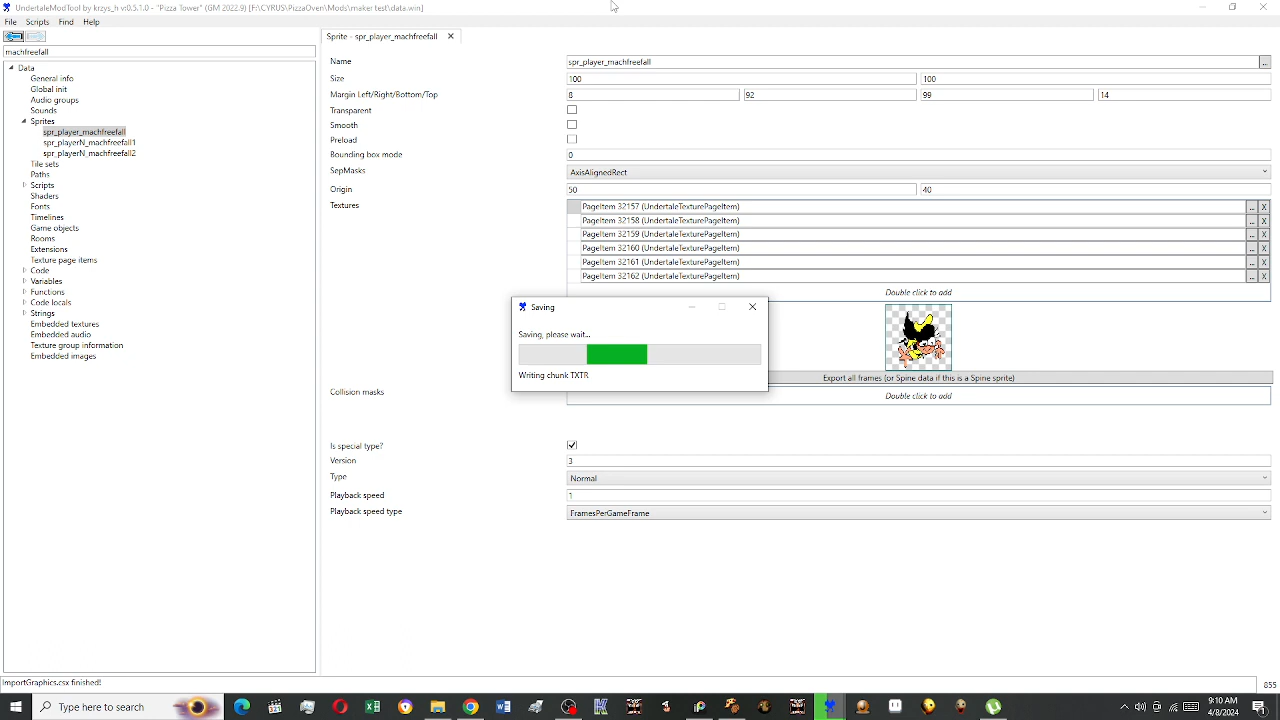 UndertaleModTool by krzys_h v:0.5.1.0 - "Pizza Tower" (GM 2022.9) [F:\CYRUS\PizzaOven\Mods\maker test\data.win]
File Scripts Find Help
Sprite - spr_player_machfreefall
machfreefall
Data
General info
Global init
Audio groups
Sounds
Sprites
spr_player_machfreefall
spr_playerN_machfreefall1
spr_playerN_machfreefall2
Tile sets
Paths
Scripts
Shaders
Fonts
Timelines
Game objects
Rooms
Extensions
Texture page items
Code
Variables
Functions
Code locals
Strings
Embedded textures
Embedded audio
Texture group information
Embedded images
Name spr_player_machfreefall ...
Size 100 100
Margin Left/Right/Bottom/Top 8 92 99 14
Transparent
Smooth
Preload
Bounding box mode 0
SepMasks AxisAlignedRect
Origin 50 40
Textures PageItem 32157 (UndertaleTexturePageItem) ... X
PageItem 32158 (UndertaleTexturePageItem) ... X
PageItem 32159 (UndertaleTexturePageItem) ... X
PageItem 32160 (UndertaleTexturePageItem) ... X
PageItem 32161 (UndertaleTexturePageItem) ... X
PageItem 32162 (UndertaleTexturePageItem) ... X
Double click to add
Saving
Saving, please wait...
Writing chunk TXTR
Export all frames (or Spine data if this is a Spine sprite)
Collision masks Double click to add
Is special type?
Version 3
Type Normal
Playback speed 1
Playback speed type FramesPerGameFrame
ImportGraphics.csx finished! 855
Type here to search
9:10 AM
4/8/2024